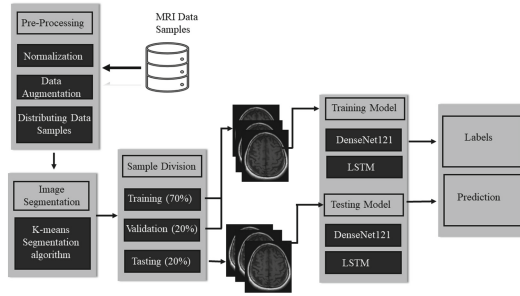 MRI Data
Samples
Pre-Processing
Normalization
Data
Augmentation
Distributing Data
Samples
Image
Segmentation
K-means
Segmentation
algorithm
Sample Division
Training (70%)
Validation (20%)
Tasting (20%)
Training Model
DenseNet121
LSTM
Testing Model
DenseNet121
LSTM
Labels
Prediction